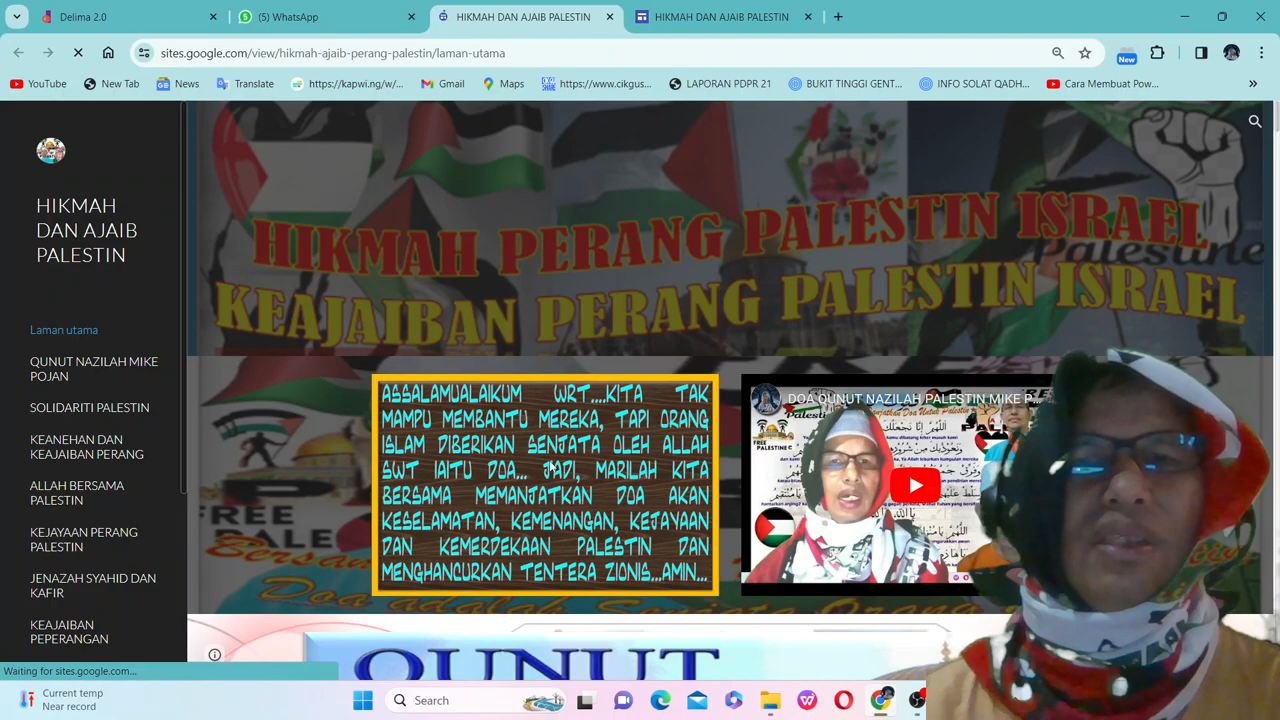 Delima 2.0
(5) WhatsApp
HIKMAH DAN AJAIB PALESTIN
HIKMAH DAN AJAIB PALESTIN
sites.google.com/view/hikmah-ajaib-perang-palestin/laman-utama
New
YouTube
New Tab
News
Translate
https://kapwi.ng/w/...
Gmail
Maps
https://www.cikgus...
LAPORAN PDPR 21
BUKIT TINGGI GENT...
INFO SOLAT QADH...
Cara Membuat Pow...
HIKMAH
DAN AJAIB
PALESTIN
Laman utama
QUNUT NAZILAH MIKE
POJAN
SOLIDARITI PALESTIN
KEANEHAN DAN
KEAJAIBAN PERANG
ALLAH BERSAMA
PALESTIN
KEJAYAAN PERANG
PALESTIN
JENAZAH SYAHID DAN
KAFIR
KEAJAIBAN
PEPERANGAN
HIKMAH PERANG PALESTIN ISRAEL
Palestine
KEAJAIBAN PERANG PALESTIN ISRAEL
ASSALAMUALAIKUM WRT....KITA TAK
MAMPU MEMBANTU MEREKA, TAPI ORANG
ISLAM DIBERIKAN SENJATA OLEH ALLAH
SWT IAITU DOA... JADI, MARILAH KITA
BERSAMA MEMANJATKAN DOA AKAN
KESELAMATAN, KEMENANGAN, KEJAYAAN
DAN KEMERDEKAAN PALESTIN DAN
MENGHANCURKAN TENTERA ZIONIS...AMIN...
DOA QUNUT NAZILAH PALESTIN MIKE P...
FREE
PALESTINE
FREE
QUNUT
Waiting for sites.google.com...
Current temp
Near record
Search